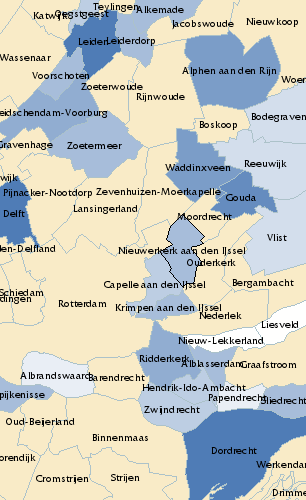 Teylingen
Katwijk
Oegstgeest
Alkemade
Jacobswoude
Nieuwkoop
Leiden
Leiderdorp
Wassenaar
Alphen aan den Rijn
Voorschoten
Zoeterwoude
Rijnwoude
Woer
eidschendam-Voorburg
Boskoop
Bodegraven
Gravenhage
Zoetermeer
Waddinxveen
Reeuwijk
wijk
Pijnacker-Nootdorp
Zevenhuizen-Moerkapelle
Gouda
Delft
Lansingerland
Moordrecht
Vlist
den-Delfland
Nieuwerkerk aan den IJssel
Ouderkerk
Capelle aan den IJssel
Bergambacht
Schiedam
dingen
Rotterdam
Krimpen aan den IJssel
Nederlek
Liesveld
Nieuw-Lekkerland
Ridderkerk
Alblasserdam
Graafstroom
Albrandswaard
Barendrecht
Hendrik-Ido-Ambacht
pijkenisse
Papendrecht
Sliedrecht
Zwijndrecht
Oud-Beijerland
Binnenmaas
Dordrecht
orendijk
Werkendam
Cromstrijen
Strijen
Drimme